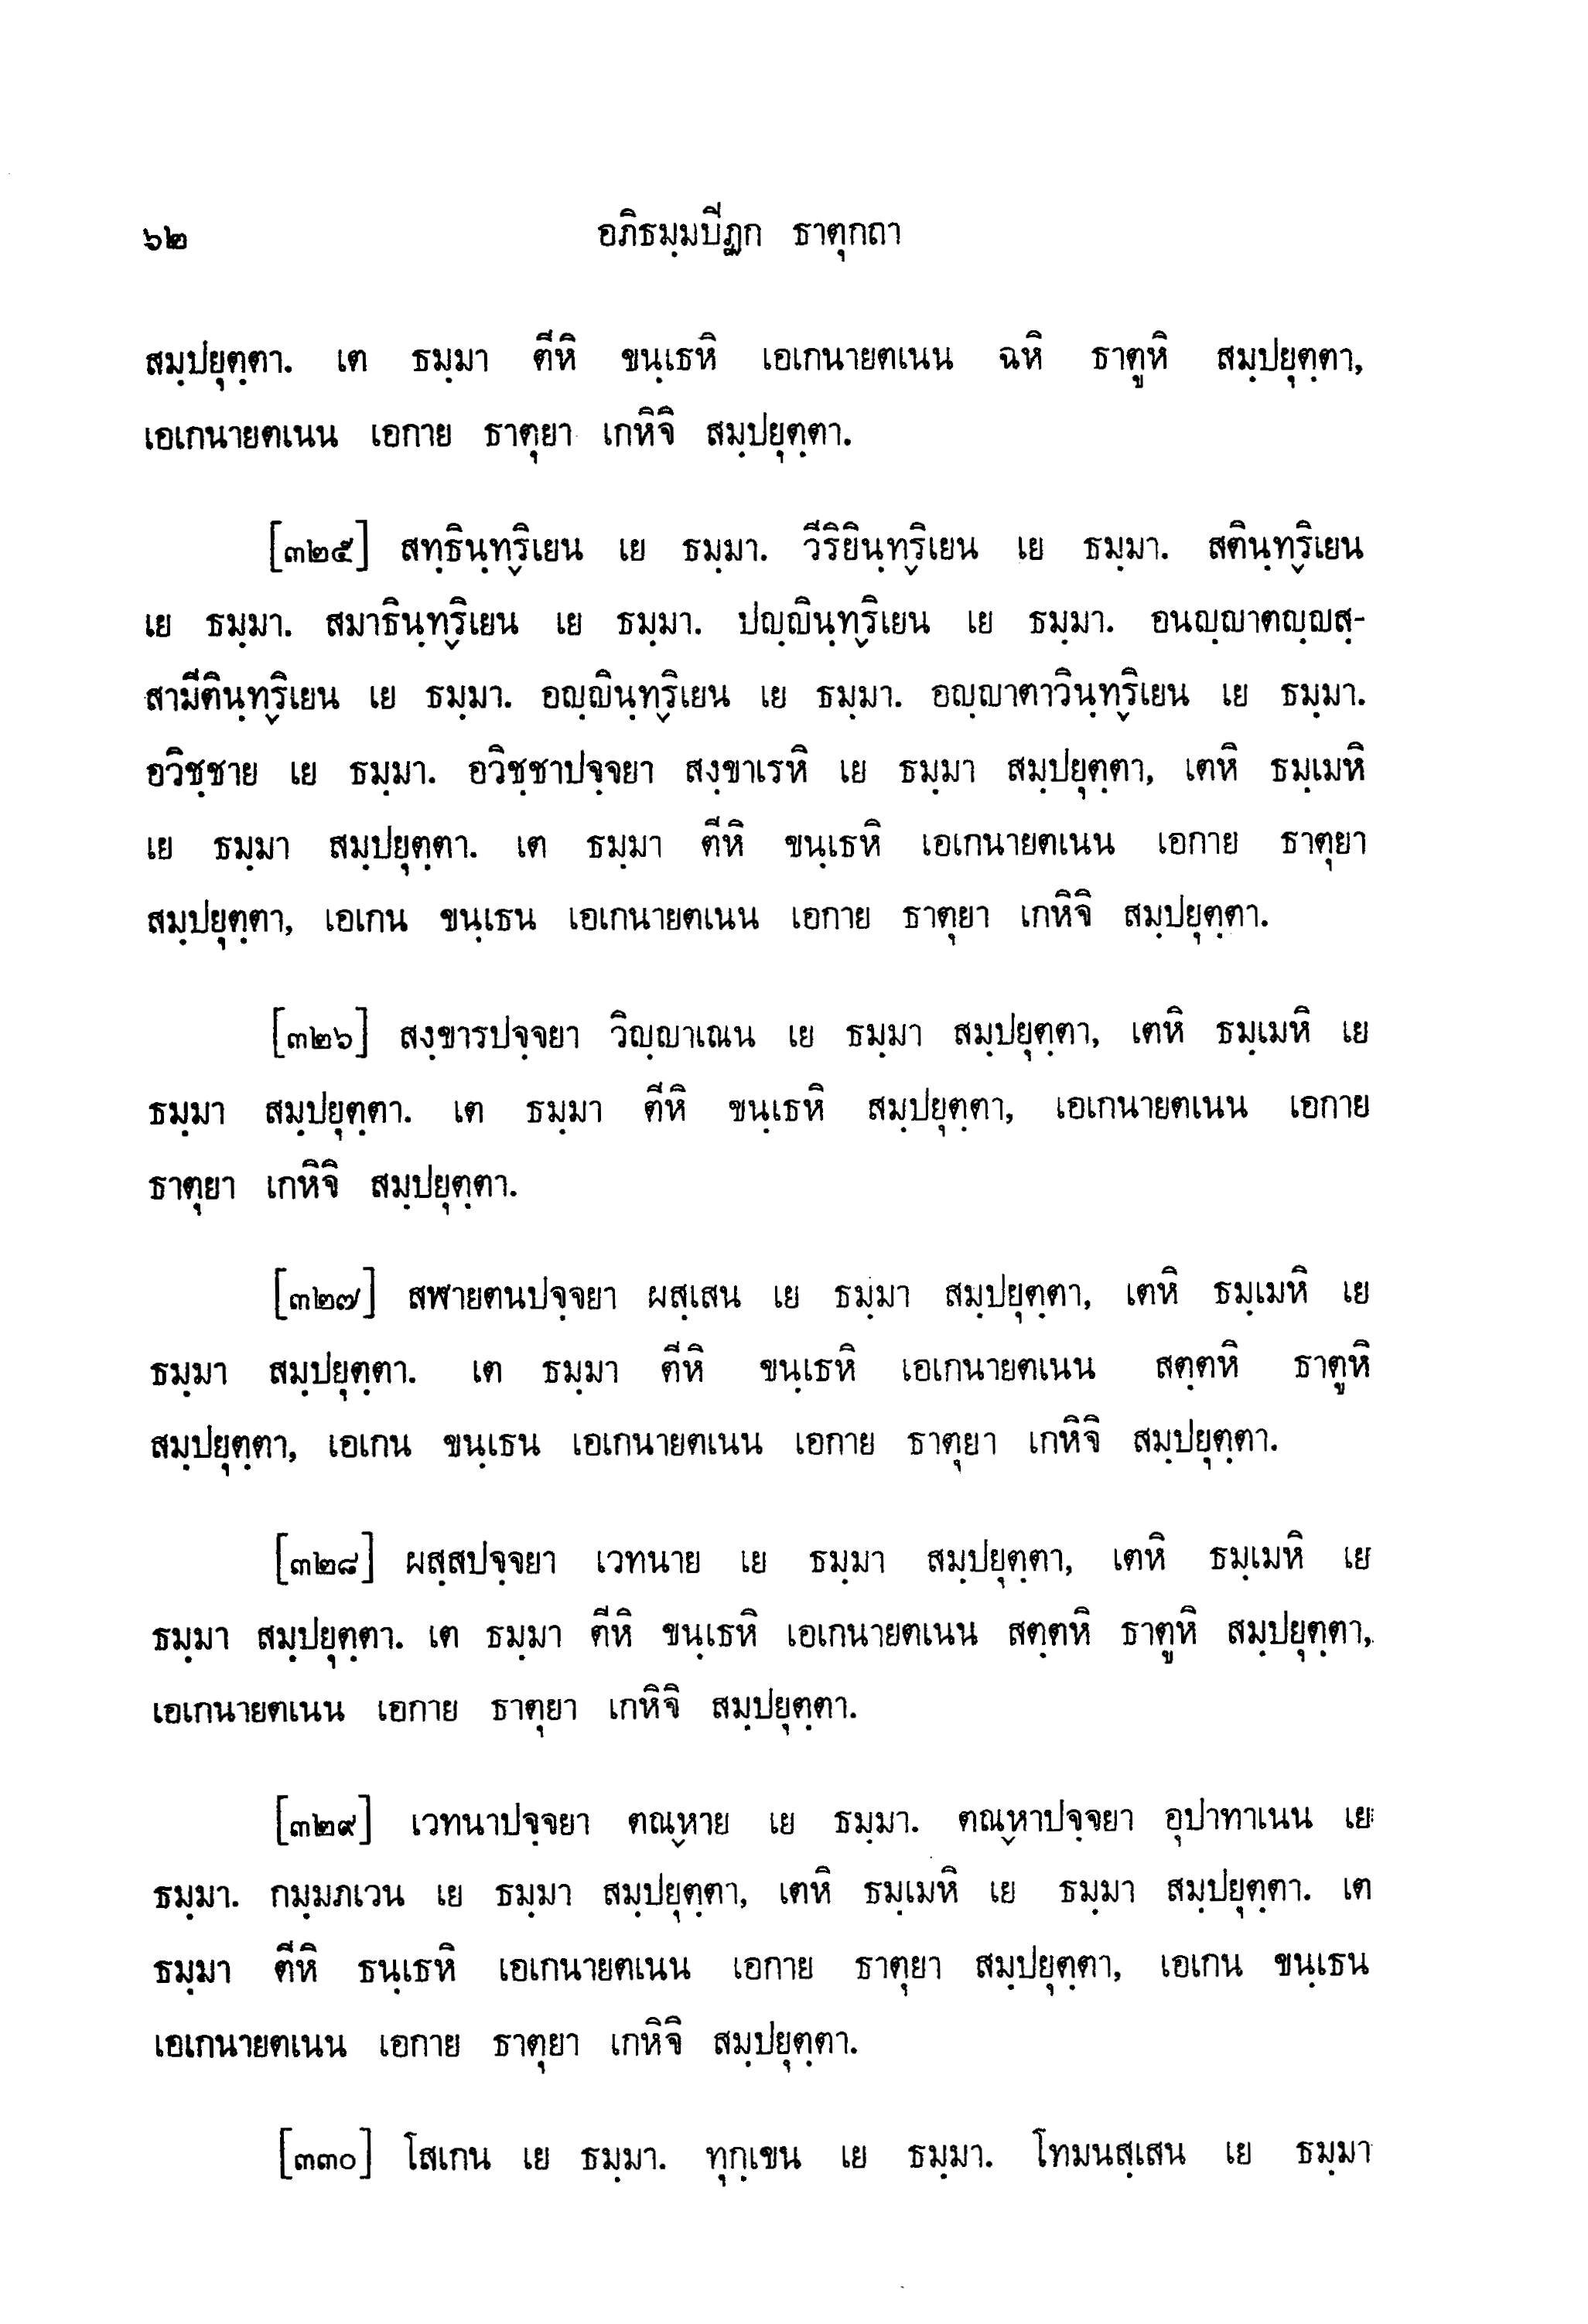 ๖๒ อภิธมฺมปีฏก ธาตุกถา
สมฺปยุตฺตา. เต ธมฺมา ตีหิ ขนฺเธหิ เอเกนายตเนน ฉหิ ธาตูหิ สมฺปยุตฺตา,
เอเกนายตเนน เอกาย ธาตุยา เกหิจิ สมฺปยุตฺตา.
[๓๒๕] สทฺธินฺทฺริเยน เย ธมฺมา. วีริยินฺทฺริเยน เย ธมฺมา. สตินฺทฺริเยน
เย ธมฺมา. สมาธินฺทฺริเยน เย ธมฺมา. ปญฺญินฺทฺริเยน เย ธมฺมา. อนญฺญาตญฺญสฺ-
สามีตินฺทฺริเยน เย ธมฺมา. อญฺญินฺทฺริเยน เย ธมฺมา. อญฺญาตาวินฺทฺริเยน เย ธมฺมา.
อวิชฺชาย เย ธมฺมา. อวิชฺชาปจฺจยา สงฺขาเรหิ เย ธมฺมา สมฺปยุตฺตา, เตหิ ธมฺเมหิ
เย ธมฺมา สมฺปยุตฺตา. เต ธมฺมา ตีหิ ขนฺเธหิ เอเกนายตเนน เอกาย ธาตุยา
สมฺปยุตฺตา, เอเกน ขนฺเธน เอเกนายตเนน เอกาย ธาตุยา เกหิจิ สมฺปยุตฺตา.
[๓๒๖] สงฺขารปจฺจยา วิญฺญาเณน เย ธมฺมา สมฺปยุตฺตา, เตหิ ธมฺเมหิ เย
ธมฺมา สมฺปยุตฺตา. เต ธมฺมา ตีหิ ขนฺเธหิ สมฺปยุตฺตา, เอเกนายตเนน เอกาย
ธาตุยา เกหิจิ สมฺปยุตฺตา.
[๓๒๗] สฬายตนปจฺจยา ผสฺเสน เย ธมฺมา สมฺปยุตฺตา, เตหิ ธมฺเมหิ เย
ธมฺมา สมฺปยุตฺตา. เต ธมฺมา ตีหิ ขนฺเธหิ เอเกนายตเนน สตฺตหิ ธาตูหิ
สมฺปยุตฺตา, เอเกน ขนฺเธน เอเกนายตเนน เอกาย ธาตุยา เกหิจิ สมฺปยุตฺตา.
[๓๒๘] ผสฺสปจฺจยา เวทนาย เย ธมฺมา สมฺปยุตฺตา, เตหิ ธมฺเมหิ เย
ธมฺมา สมฺปยุตฺตา. เต ธมฺมา ตีหิ ขนฺเธหิ เอเกนายตเนน สตฺตหิ ธาตูหิ สมฺปยุตฺตา,
เอเกนายตเนน เอกาย ธาตุยา เกหิจิ สมฺปยุตฺตา.
[๓๒๙] เวทนาปจฺจยา ตณฺหาย เย ธมฺมา. ตณฺหาปจฺจยา อุปาทาเนน เย
ธมฺมา. กมฺมภเวน เย ธมฺมา สมฺปยุตฺตา, เตหิ ธมฺเมหิ เย ธมฺมา สมฺปยุตฺตา. เต
ธมฺมา ตีหิ ธนฺเธหิ เอเกนายตเนน เอกาย ธาตุยา สมฺปยุตฺตา, เอเกน ขนฺเธน
เอเกนายตเนน เอกาย ธาตุยา เกหิจิ สมฺปยุตฺตา.
[๓๓๐] โสเกน เย ธมฺมา. ทุกฺเขน เย ธมฺมา. โทมนสฺเสน เย ธมฺมา